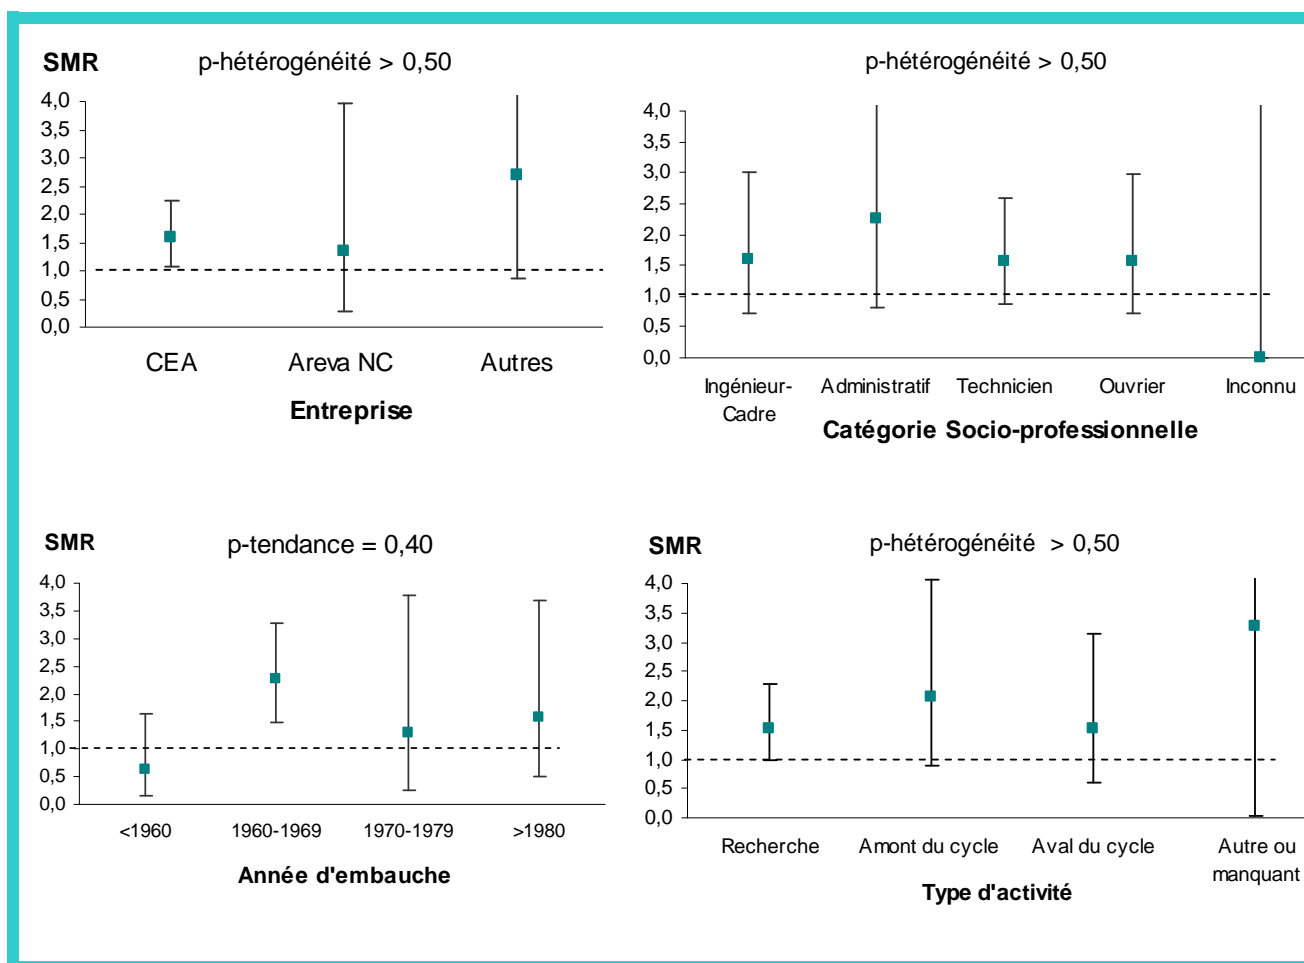 SMR
p-hétérogénéité > 0,50
4,0
3,5
3,0
2,5
2,0
1,5
1,0
0,5
0,0
CEA Areva NC Autres
Entreprise
p-hétérogénéité > 0,50
4,0
3,5
3,0
2,5
2,0
1,5
1,0
0,5
0,0
Ingénieur- Administratif Technicien Ouvrier Inconnu
Cadre
Catégorie Socio-professionnelle
SMR
p-tendance = 0,40
4,0
3,5
3,0
2,5
2,0
1,5
1,0
0,5
0,0
<1960 1960-1969 1970-1979 >1980
Année d'embauche
SMR
p-hétérogénéité > 0,50
4,0
3,5
3,0
2,5
2,0
1,5
1,0
0,5
0,0
Recherche Amont du cycle Aval du cycle Autre ou
manquant
Type d'activité